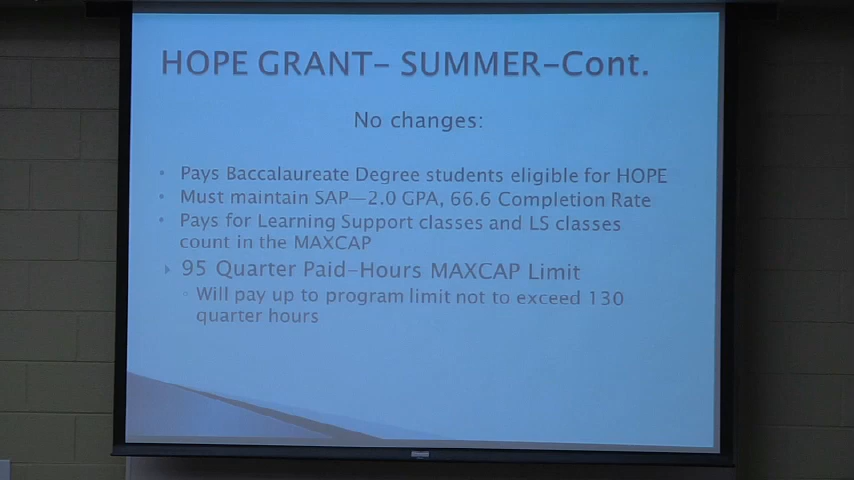 HOPE GRANT- SUMMER-Cont.
No changes:
• Pays Baccalaureate Degree students eligible for HOPE
• Must maintain SAP—2.0 GPA, 66.6 Completion Rate
• Pays for Learning Support classes and LS classes
count in the MAXCAP
95 Quarter Paid-Hours MAXCAP Limit
Will pay up to program limit not to exceed 130
quarter hours